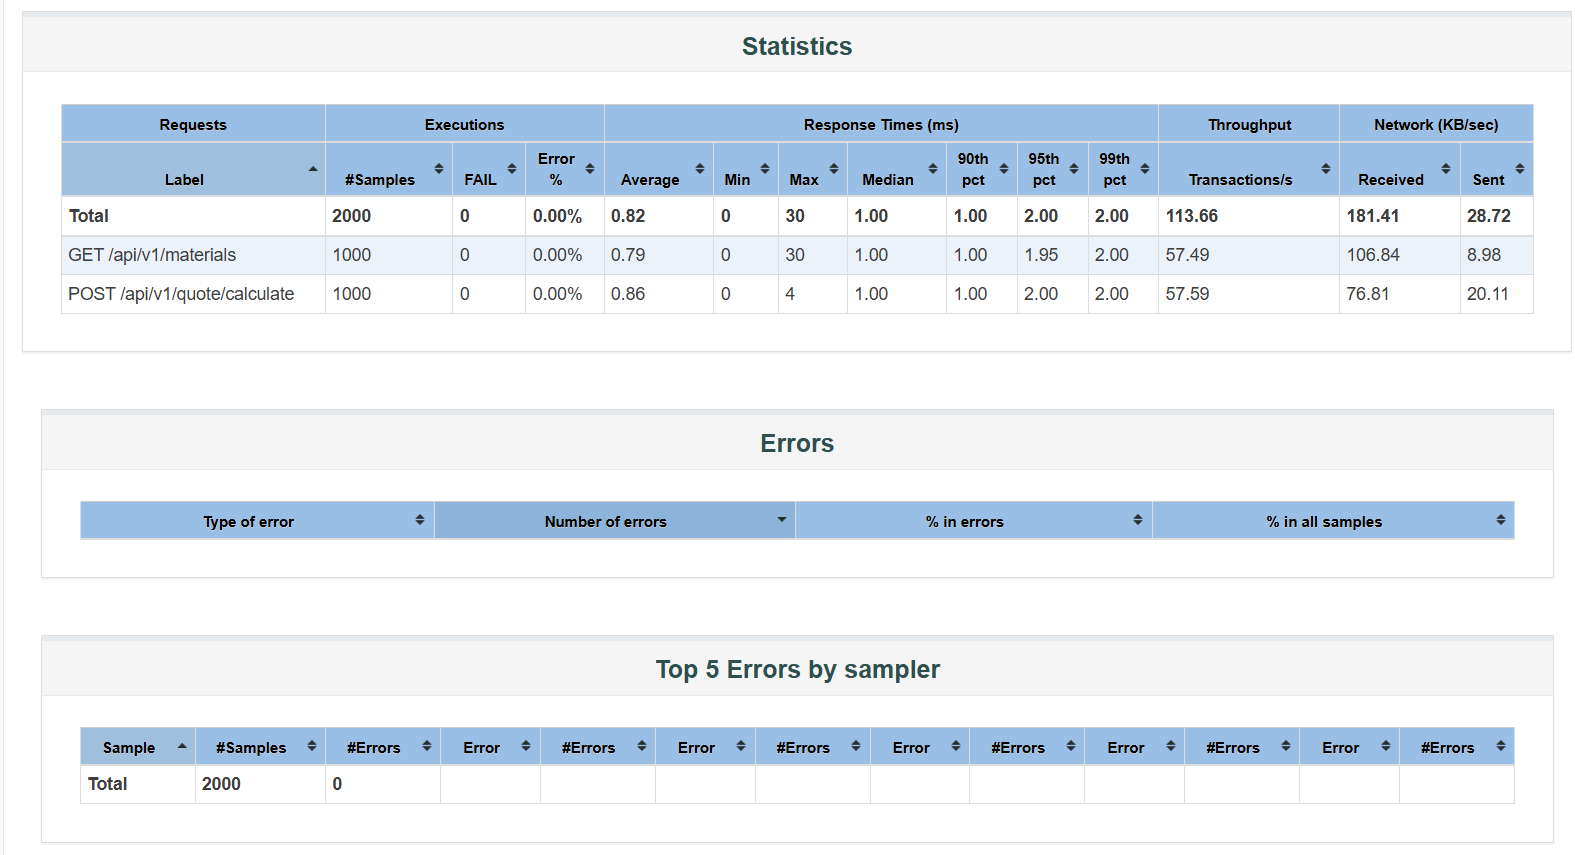 Statistics
Requests Executions Response Times (ms) Throughput Network (KB/sec)
Label #Samples FAIL Error % Average Min Max Median 90th pct 95th pct 99th pct Transactions/s Received Sent
Total 2000 0 0.00% 0.82 0 30 1.00 1.00 2.00 2.00 113.66 181.41 28.72
GET /api/v1/materials 1000 0 0.00% 0.79 0 30 1.00 1.00 1.95 2.00 57.49 106.84 8.98
POST /api/v1/quote/calculate 1000 0 0.00% 0.86 0 4 1.00 1.00 2.00 2.00 57.59 76.81 20.11
Errors
Type of error Number of errors % in errors % in all samples
Top 5 Errors by sampler
Sample #Samples #Errors Error #Errors Error #Errors Error #Errors Error #Errors Error #Errors
Total 2000 0